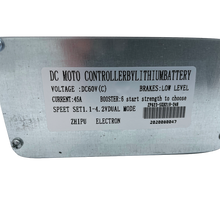 DC MOTO CONTROLLERBYLITHIUMBATTERY
VOLTAGE :DC60V(C) BRAKES:LOW LEVEL
CURRENT:45A BOOSTER:6 start strength to choose
SPEET SET1.1-4.2VDUAL MODE
ZHIPU ELECTRON 2020060047